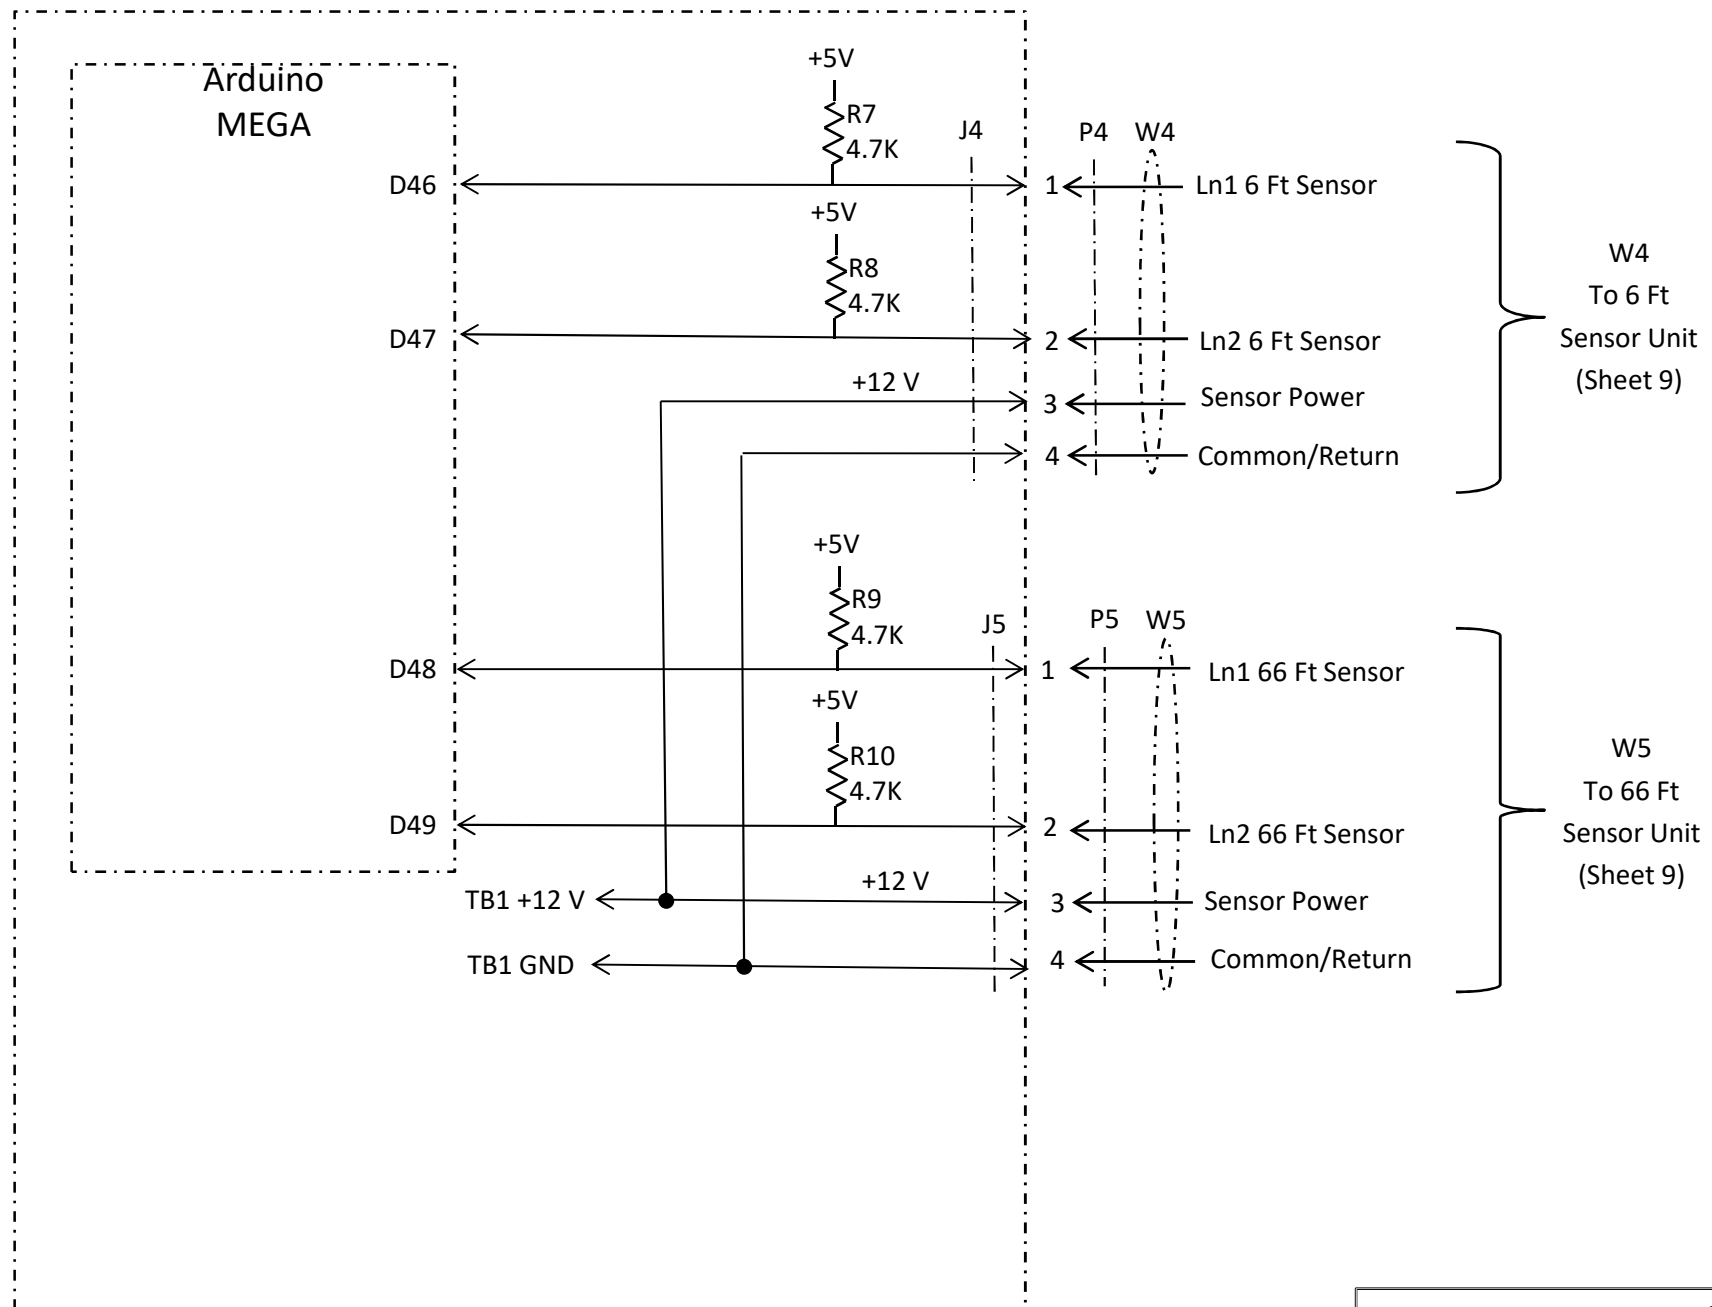 Arduino
MEGA
+5V
R7
4.7K
J4
P4
W4
D46
1
Ln1 6 Ft Sensor
+5V
R8
4.7K
D47
2
Ln2 6 Ft Sensor
+12 V
3
Sensor Power
4
Common/Return
W4
To 6 Ft
Sensor Unit
(Sheet 9)
+5V
R9
4.7K
J5
P5
W5
D48
1
Ln1 66 Ft Sensor
+5V
R10
4.7K
D49
2
Ln2 66 Ft Sensor
TB1 +12 V
+12 V
3
Sensor Power
TB1 GND
4
Common/Return
W5
To 66 Ft
Sensor Unit
(Sheet 9)